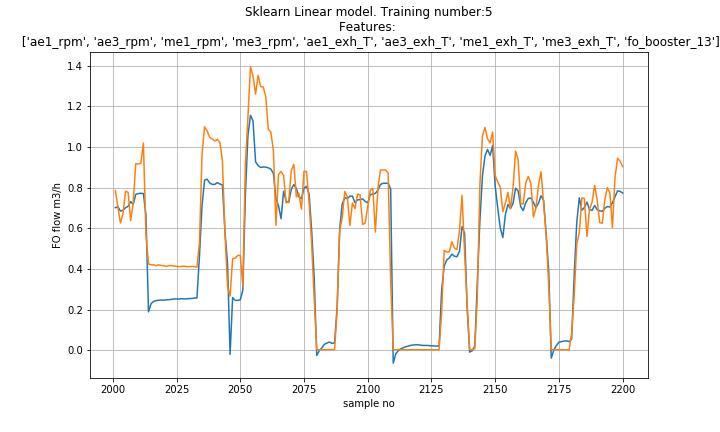 Sklearn Linear model. Training number:5
Features:
['ae1_rpm', 'ae3_rpm', 'me1_rpm', 'me3_rpm', 'ae1_exh_T', 'ae3_exh_T', 'me1_exh_T', 'me3_exh_T', 'fo_booster_13']
1.4
1.2
1.0
0.8
0.6
0.4
0.2
0.0
FO flow m3/h
2000 2025 2050 2075 2100 2125 2150 2175 2200
sample no